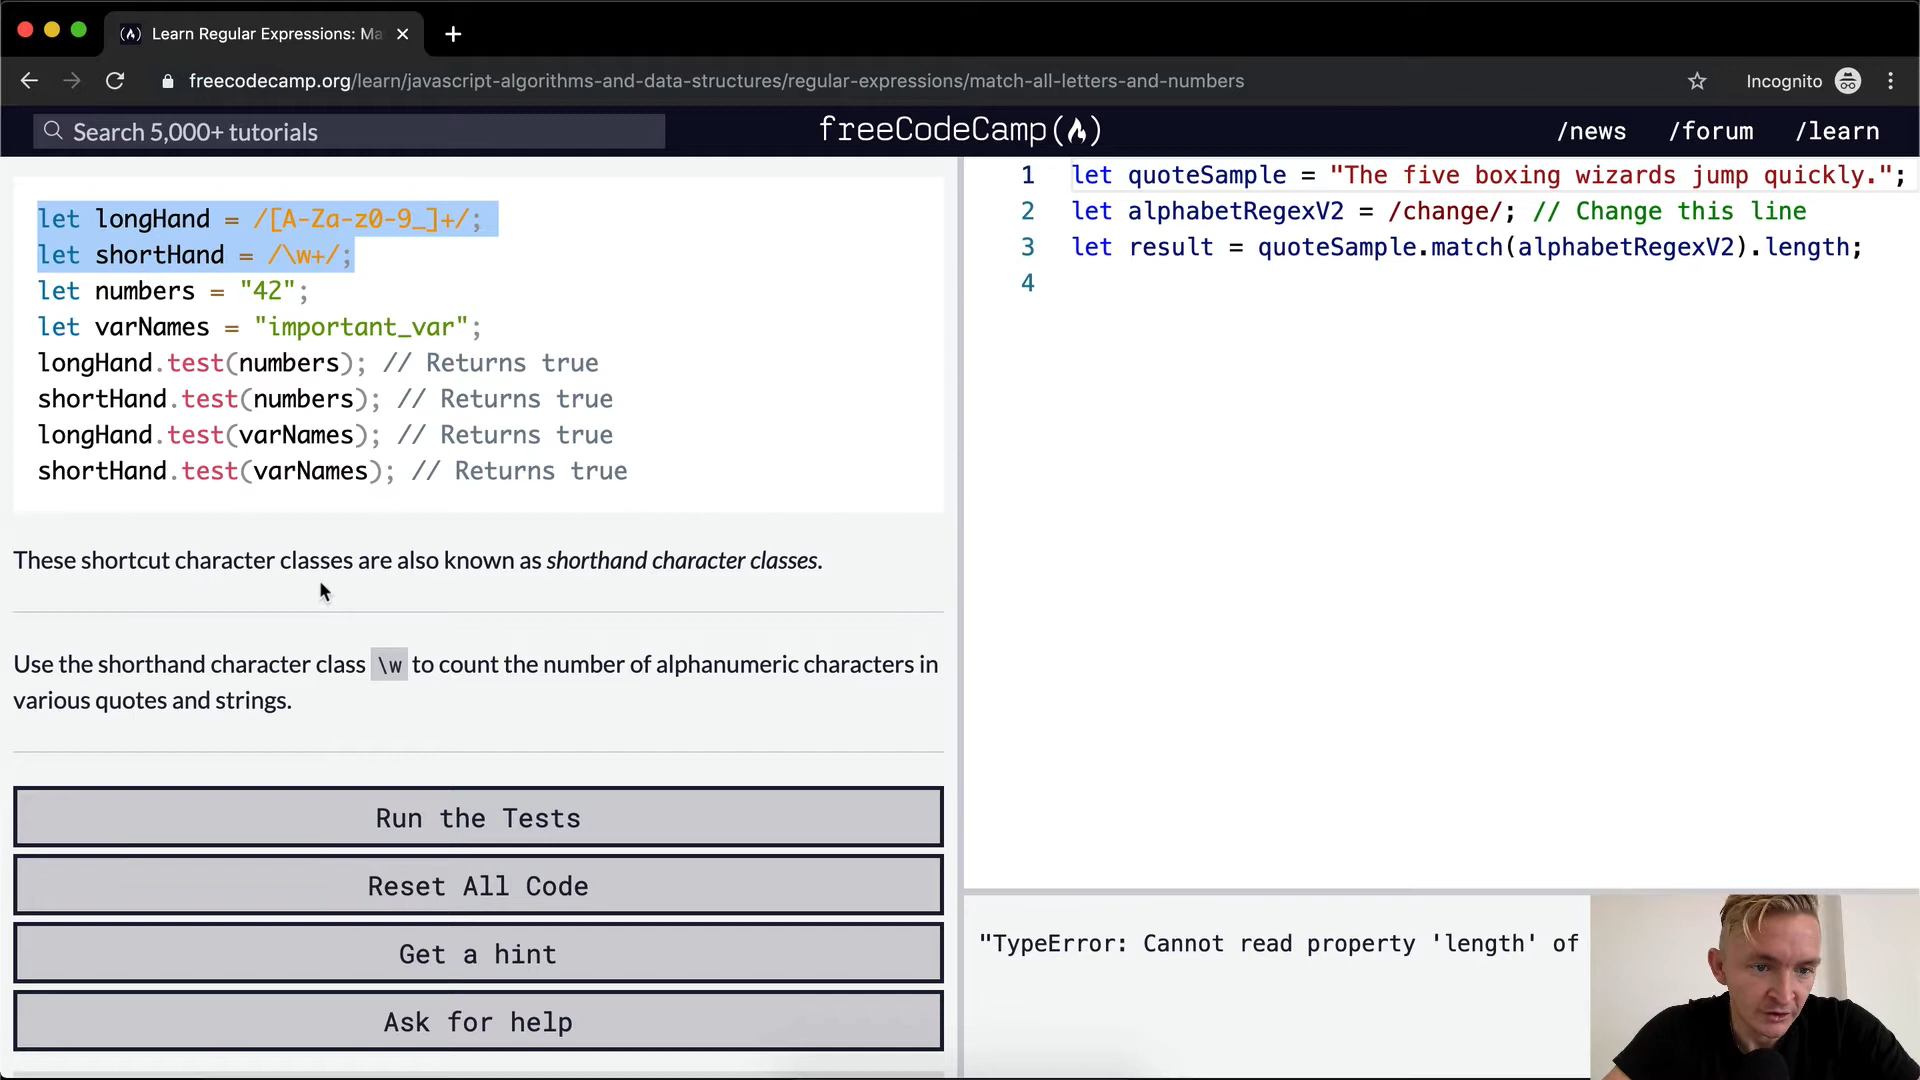 Learn Regular Expressions: Ma
freecodecamp.org/learn/javascript-algorithms-and-data-structures/regular-expressions/match-all-letters-and-numbers
Incognito
Search 5,000+ tutorials
freeCodeCamp
/news /forum /learn
let longHand = /[A-Za-z0-9_]+/;
let shortHand = /\w+/;
let numbers = "42";
let varNames = "important_var";
longHand.test(numbers); // Returns true
shortHand.test(numbers); // Returns true
longHand.test(varNames); // Returns true
shortHand.test(varNames); // Returns true
These shortcut character classes are also known as shorthand character classes.
Use the shorthand character class \w to count the number of alphanumeric characters in
various quotes and strings.
Run the Tests
Reset All Code
Get a hint
Ask for help
1 let quoteSample = "The five boxing wizards jump quickly.";
2 let alphabetRegexV2 = /change/; // Change this line
3 let result = quoteSample.match(alphabetRegexV2).length;
4
"TypeError: Cannot read property 'length' of